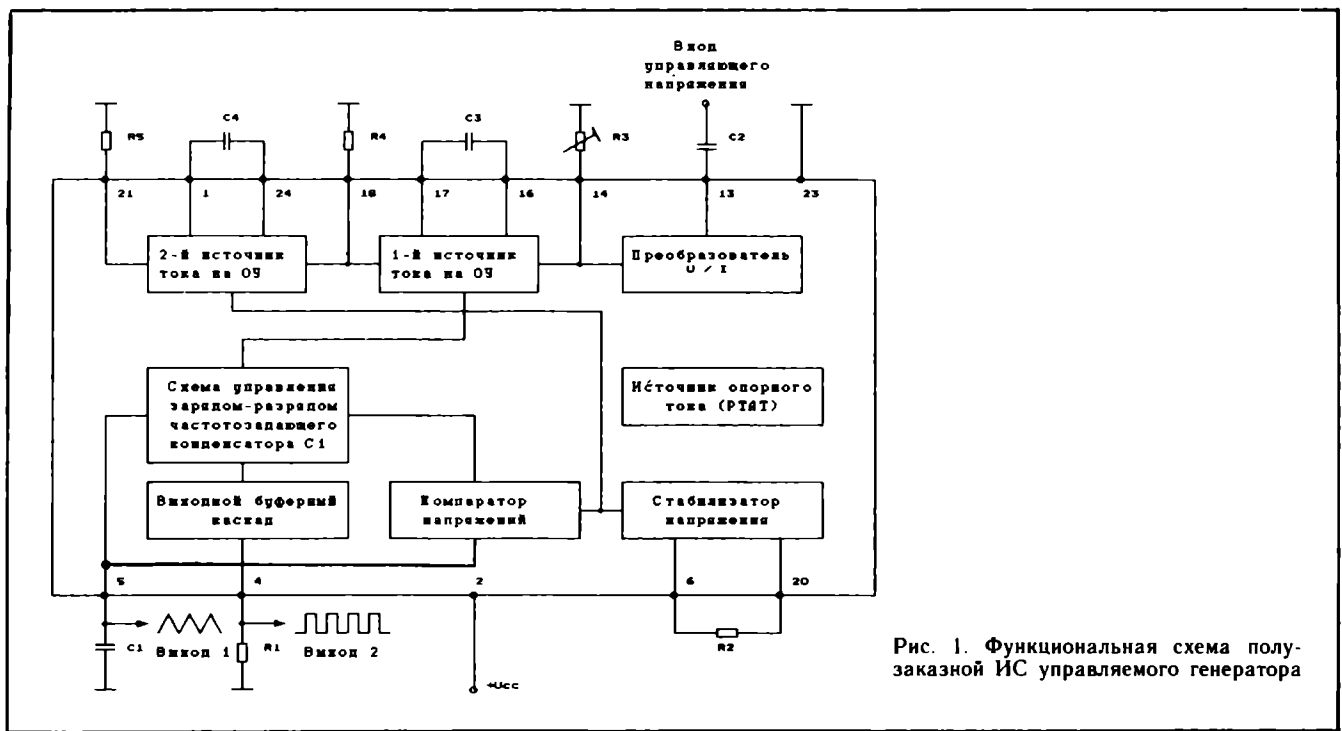 Вход
управляющего
напряжения
R5
C4
R4
C3
R3
C2
21
1
24
18
17
16
14
13
23
2-й источник
тока на ОУ
1-й источник
тока на ОУ
Преобразователь
U / I
Схема управления
зарядом-разрядом
частотозадающего
конденсатора C1
Источник опорного
тока (PTAT)
Выходной буферный
каскад
Компаратор
напряжений
Стабилизатор
напряжения
5
4
2
6
20
C1
Выход 1
R1
Выход 2
R2
+Ucc
Рис. 1. Функциональная схема полу-
заказной ИС управляемого генератора